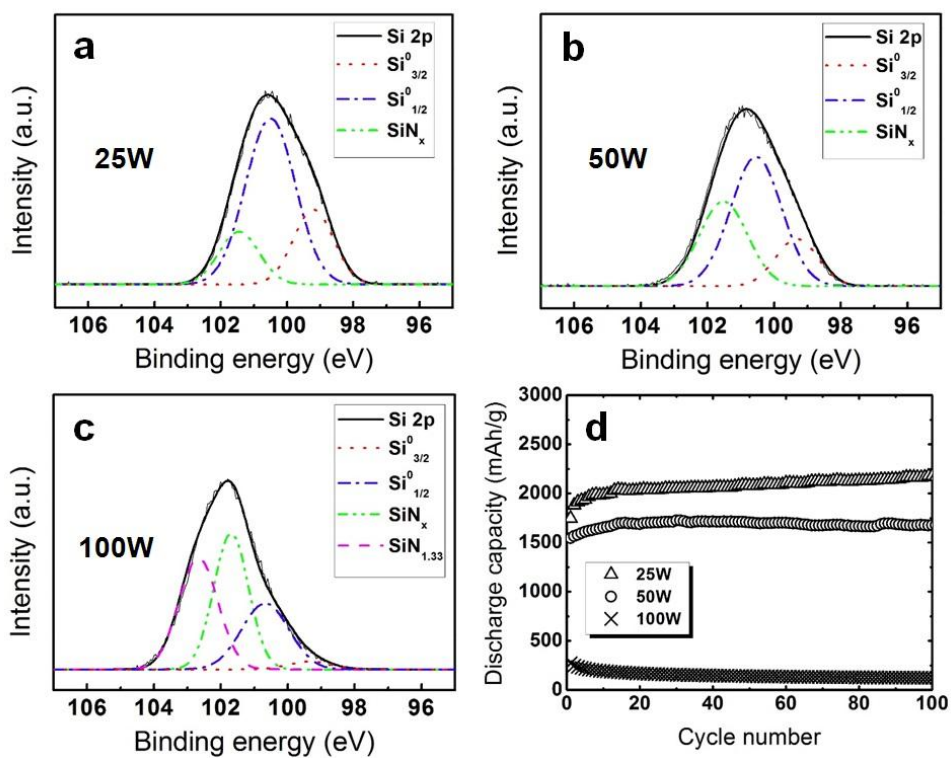 a
Si 2p
Si⁰3/2
Si⁰1/2
SiNx
25W
Intensity (a.u.)
106 104 102 100 98 96
Binding energy (eV)
b
Si 2p
Si⁰3/2
Si⁰1/2
SiNx
50W
Intensity (a.u.)
106 104 102 100 98 96
Binding energy (eV)
c
Si 2p
Si⁰3/2
Si⁰1/2
SiNx
SiN1.33
100W
Intensity (a.u.)
106 104 102 100 98 96
Binding energy (eV)
d
3000
2500
2000
1500
1000
500
0
Discharge capacity (mAh/g)
25W
50W
100W
0 20 40 60 80 100
Cycle number